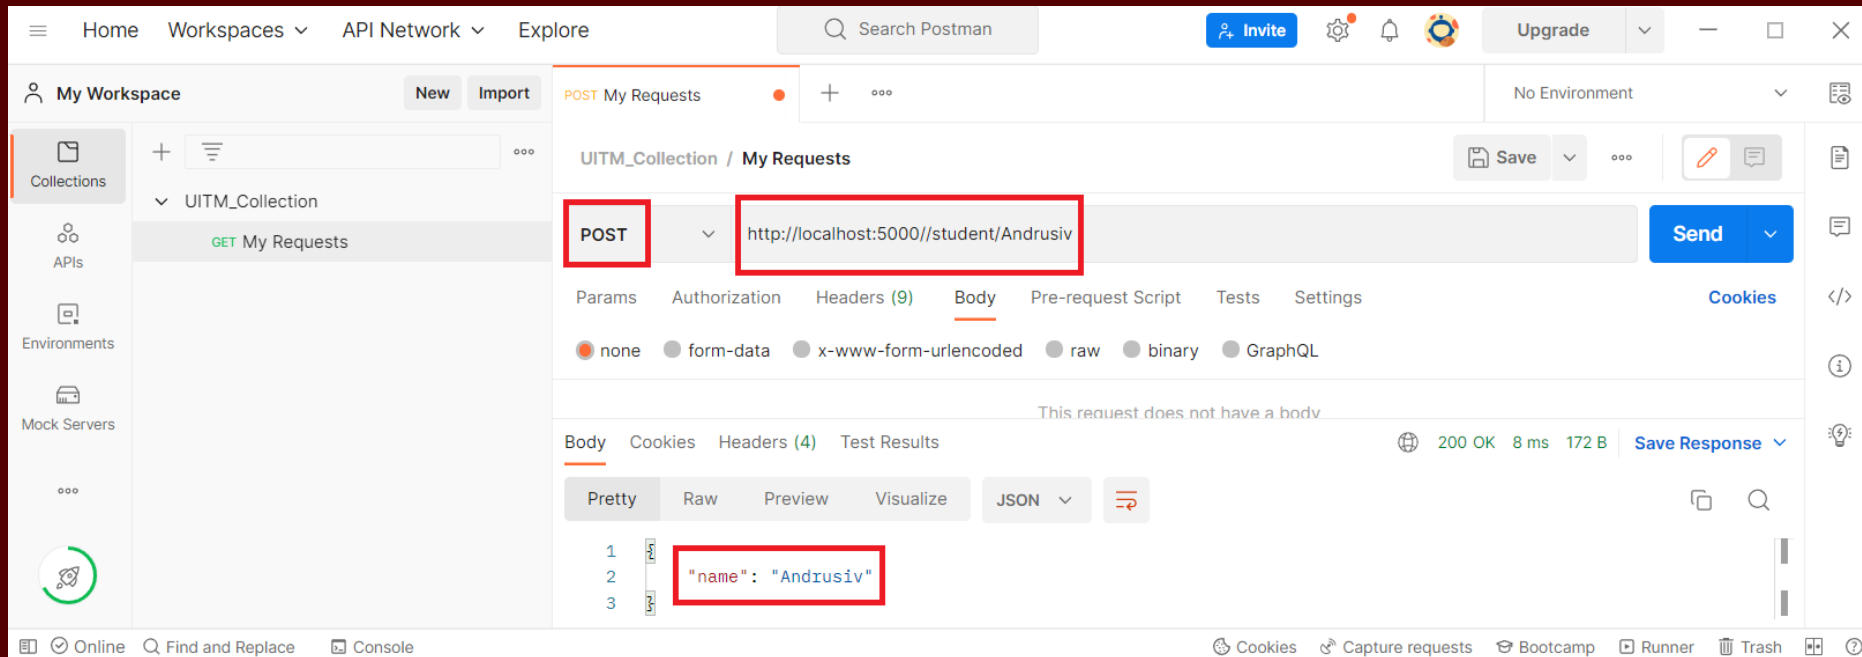 Home Workspaces API Network Explore Search Postman Invite Upgrade
My Workspace New Import POST My Requests No Environment
UITM_Collection / My Requests Save
Collections
UITM_Collection
GET My Requests
APIs
Environments
Mock Servers
POST http://localhost:5000//student/Andrusiv Send
Params Authorization Headers (9) Body Pre-request Script Tests Settings Cookies
none form-data x-www-form-urlencoded raw binary GraphQL
This request does not have a body
Body Cookies Headers (4) Test Results 200 OK 8 ms 172 B Save Response
Pretty Raw Preview Visualize JSON
1 {
2 "name": "Andrusiv"
3 }
Online Find and Replace Console Cookies Capture requests Bootcamp Runner Trash